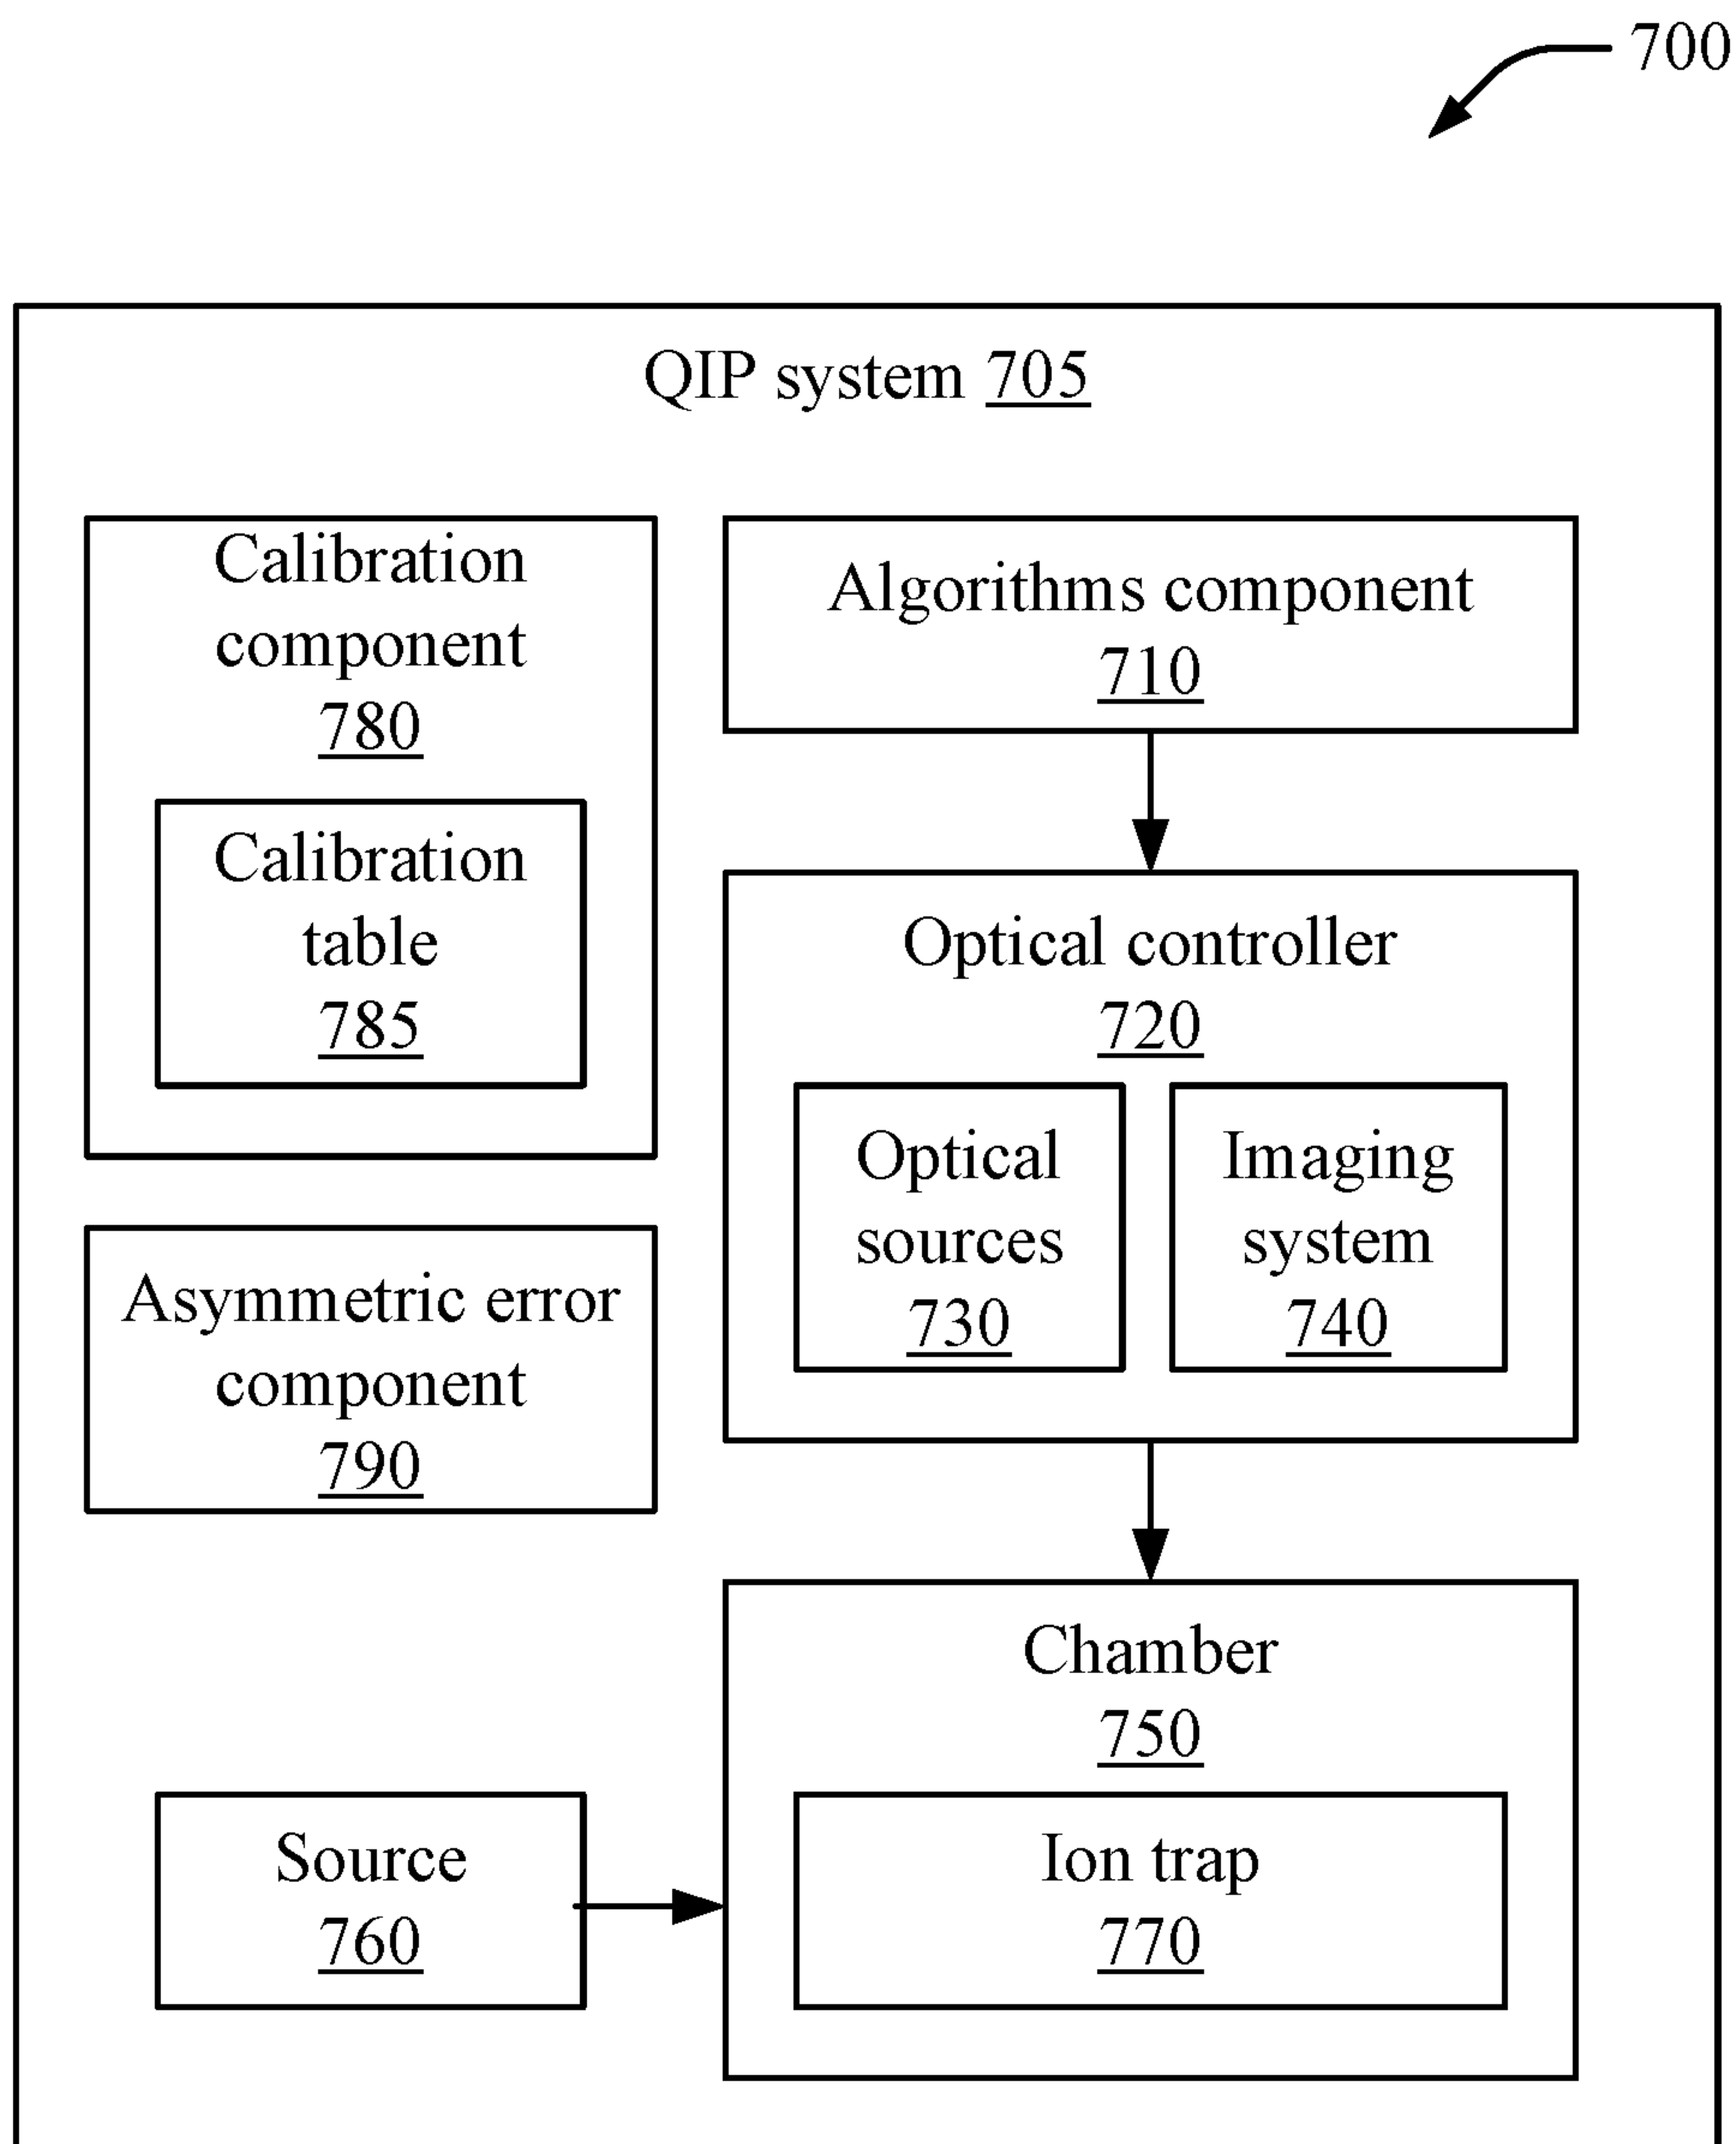 700
QIP system 705
Calibration
component
780
Calibration
table
785
Asymmetric error
component
790
Source
760
Algorithms component
710
Optical controller
720
Optical
sources
730
Imaging
system
740
Chamber
750
Ion trap
770